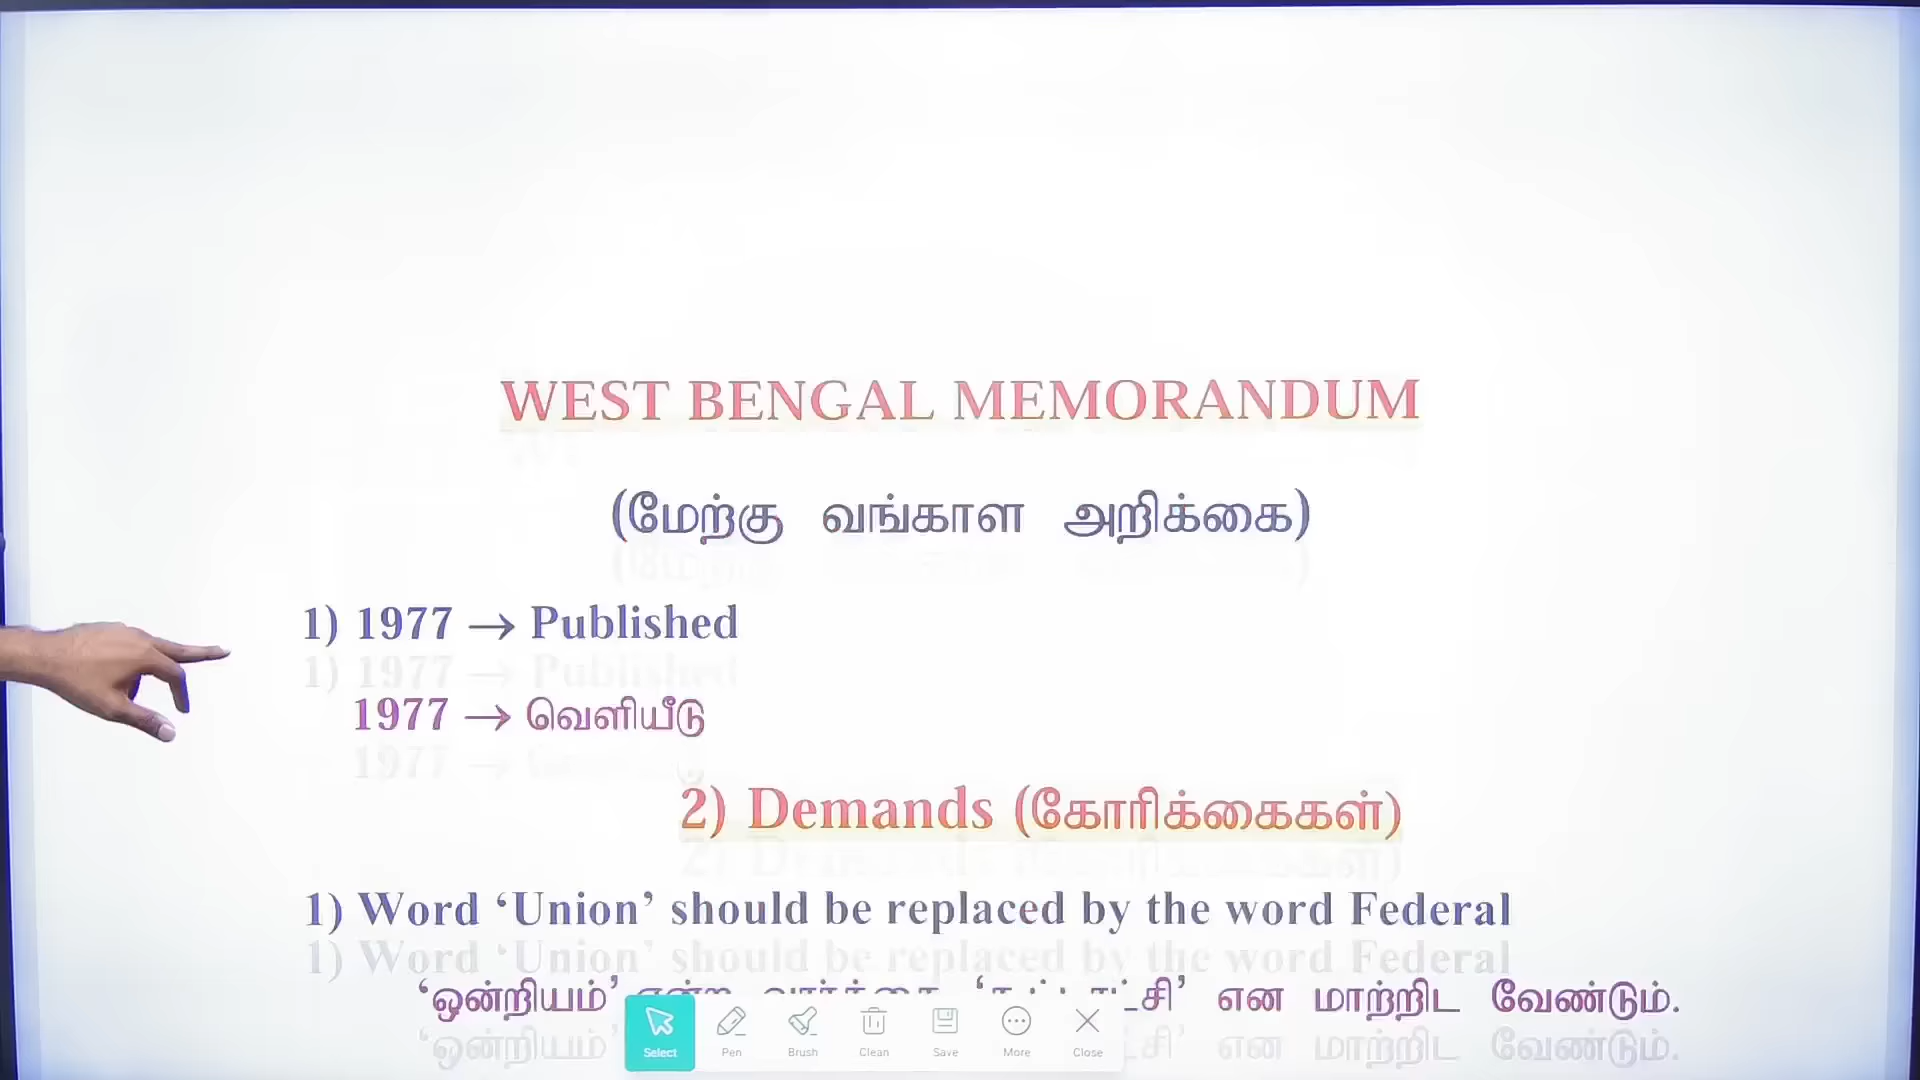 WEST BENGAL MEMORANDUM
(மேற்கு வங்காள அறிக்கை)
1) 1977 → Published
1977 → வெளியீடு
2) Demands (கோரிக்கைகள்)
1) Word ‘Union’ should be replaced by the word Federal
‘ஒன்றியம்’ என மாற்றிட வேண்டும்.
Select Pen Brush Clean Save More Close